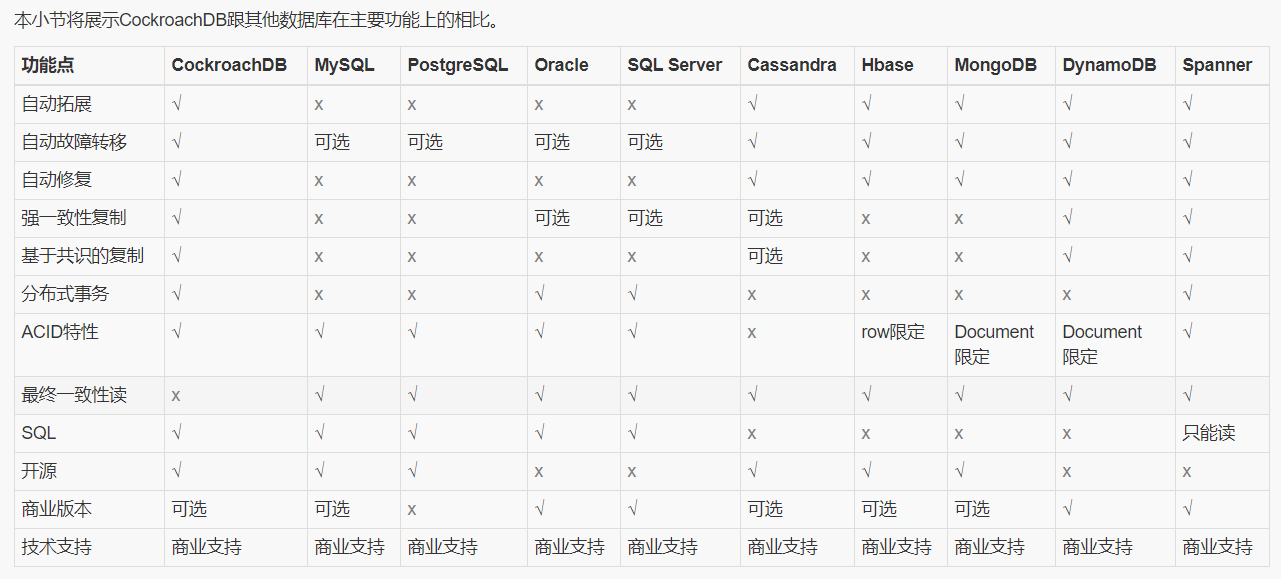 本小节将展示CockroachDB跟其他数据库在主要功能上的相比。
功能点 CockroachDB MySQL PostgreSQL Oracle SQL Server Cassandra Hbase MongoDB DynamoDB Spanner
自动拓展 √ x x x x √ √ √ √ √
自动故障转移 √ 可选 可选 可选 可选 √ √ √ √ √
自动修复 √ x x x x √ √ √ √ √
强一致性复制 √ x x 可选 可选 可选 x x √ √
基于共识的复制 √ x x x x 可选 x x √ √
分布式事务 √ x x √ √ x x x x √
ACID特性 √ √ √ √ √ x row限定 Document Document √
限定 限定
最终一致性读 x √ √ √ √ √ √ √ √ √
SQL √ √ √ √ √ x x x x 只能读
开源 √ √ √ x x √ √ √ x x
商业版本 可选 可选 x √ √ 可选 可选 可选 √ √
技术支持 商业支持 商业支持 商业支持 商业支持 商业支持 商业支持 商业支持 商业支持 商业支持 商业支持